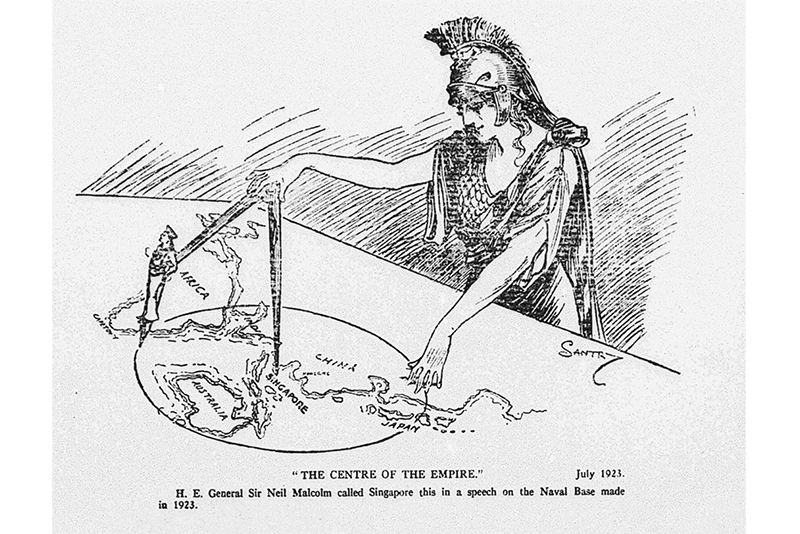 AFRICA
CHINA
SINGAPORE
AUSTRALIA
JAPAN
SANTRY
"THE CENTRE OF THE EMPIRE." July 1923.
H. E. General Sir Neil Malcolm called Singapore this in a speech on the Naval Base made
in 1923.